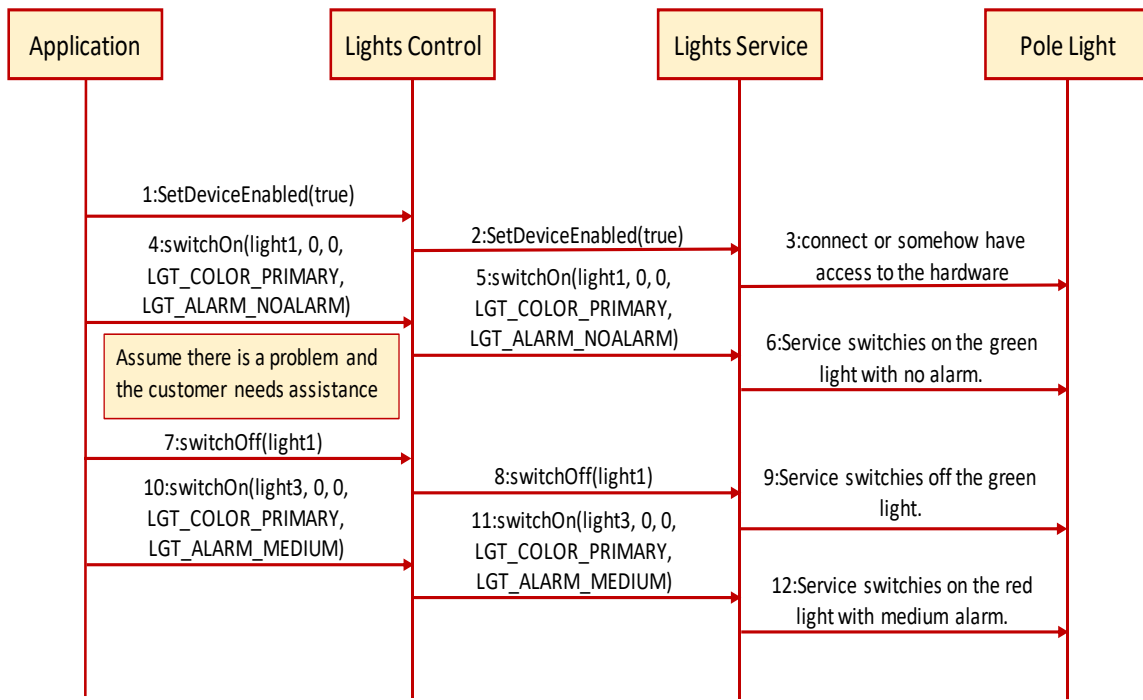 Application
Lights Control
Lights Service
Pole Light
1:SetDeviceEnabled(true)
2:SetDeviceEnabled(true)
3:connect or somehow have
access to the hardware
4:switchOn(light1, 0, 0,
LGT_COLOR_PRIMARY,
LGT_ALARM_NOALARM)
5:switchOn(light1, 0, 0,
LGT_COLOR_PRIMARY,
LGT_ALARM_NOALARM)
6:Service switchies on the green
light with no alarm.
Assume there is a problem and
the customer needs assistance
7:switchOff(light1)
8:switchOff(light1)
9:Service switchies off the green
light.
10:switchOn(light3, 0, 0,
LGT_COLOR_PRIMARY,
LGT_ALARM_MEDIUM)
11:switchOn(light3, 0, 0,
LGT_COLOR_PRIMARY,
LGT_ALARM_MEDIUM)
12:Service switchies on the red
light with medium alarm.